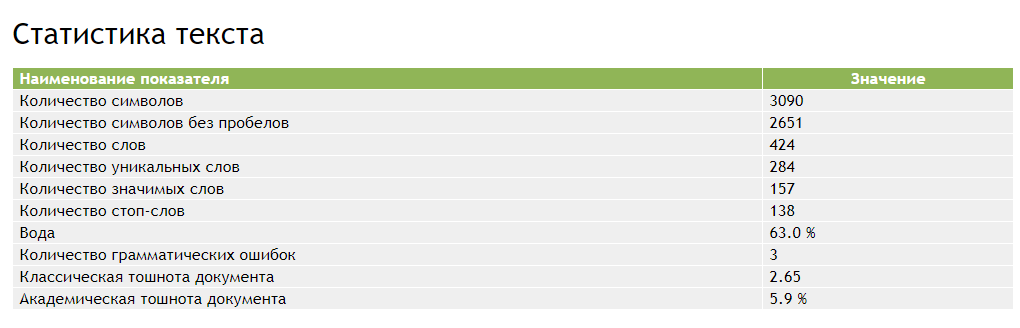 Статистика текста
Наименование показателя Значение
Количество символов 3090
Количество символов без пробелов 2651
Количество слов 424
Количество уникальных слов 284
Количество значимых слов 157
Количество стоп-слов 138
Вода 63.0 %
Количество грамматических ошибок 3
Классическая тошнота документа 2.65
Академическая тошнота документа 5.9 %